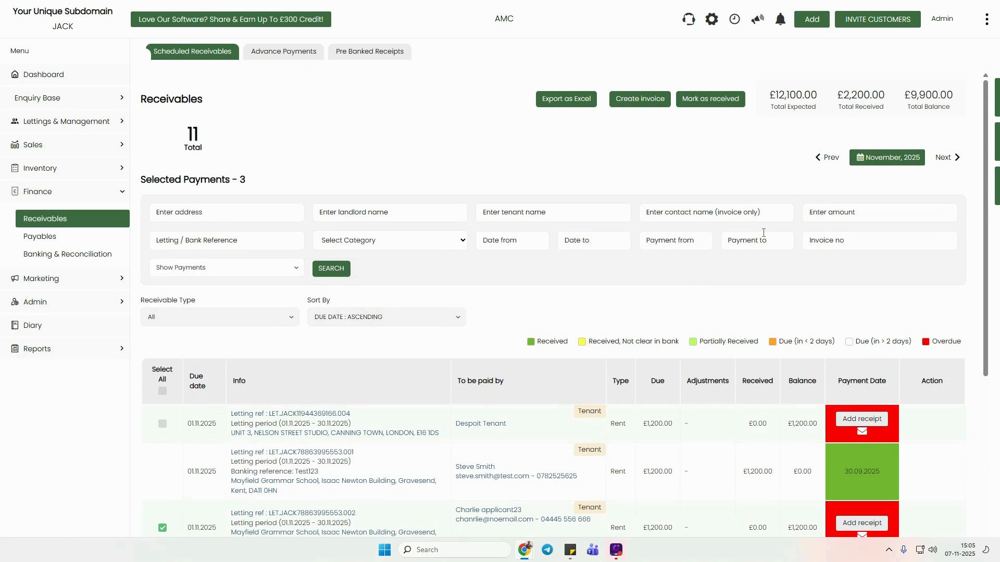 Your Unique Subdomain
JACK
Love Our Software? Share & Earn Up To £300 Credit!
AMC
Add
INVITE CUSTOMERS
Admin
Menu
Dashboard
Enquiry Base
Lettings & Management
Sales
Inventory
Finance
Receivables
Payables
Banking & Reconciliation
Marketing
Admin
Diary
Reports
Scheduled Receivables
Advance Payments
Pre Banked Receipts
Receivables
Export as Excel
Create invoice
Mark as received
£12,100.00
Total Expected
£2,200.00
Total Received
£9,900.00
Total Balance
11
Total
Prev
November, 2025
Next
Selected Payments - 3
Enter address
Enter landlord name
Enter tenant name
Enter contact name (invoice only)
Enter amount
Letting / Bank Reference
Select Category
Date from
Date to
Payment from
Payment to
Invoice no
Show Payments
SEARCH
Receivable Type
Sort By
All
DUE DATE : ASCENDING
Received
Received, Not clear in bank
Partially Received
Due (in < 2 days)
Due (in > 2 days)
Overdue
Select
All
Due
date
Info
To be paid by
Type
Due
Adjustments
Received
Balance
Payment Date
Action
01.11.2025
Letting ref : LET.JACK11944369166.004
Letting period (01.11.2025 - 30.11.2025)
UNIT 3, NELSON STREET STUDIO, CANNING TOWN, LONDON, E16 1DS
Tenant
Despoit Tenant
Rent
£1,200.00
-
£0.00
£1,200.00
Add receipt
01.11.2025
Letting ref : LET.JACK78863995553.001
Letting period (01.11.2025 - 30.11.2025)
Banking reference: Test123
Mayfield Grammar School, Isaac Newton Building, Gravesend,
Kent, DA11 0HN
Tenant
Steve Smith
steve.smith@test.com - 0782525625
Rent
£1,200.00
-
£1,200.00
£0.00
30.09.2025
01.11.2025
Letting ref : LET.JACK78863995553.002
Letting period (01.11.2025 - 30.11.2025)
Mayfield Grammar School, Isaac Newton Building, Gravesend,
Tenant
Charlie applicant23
chanrlie@noemail.com - 04445 556 666
Rent
£1,200.00
-
£0.00
£1,200.00
Add receipt
Search
15:05
07-11-2025